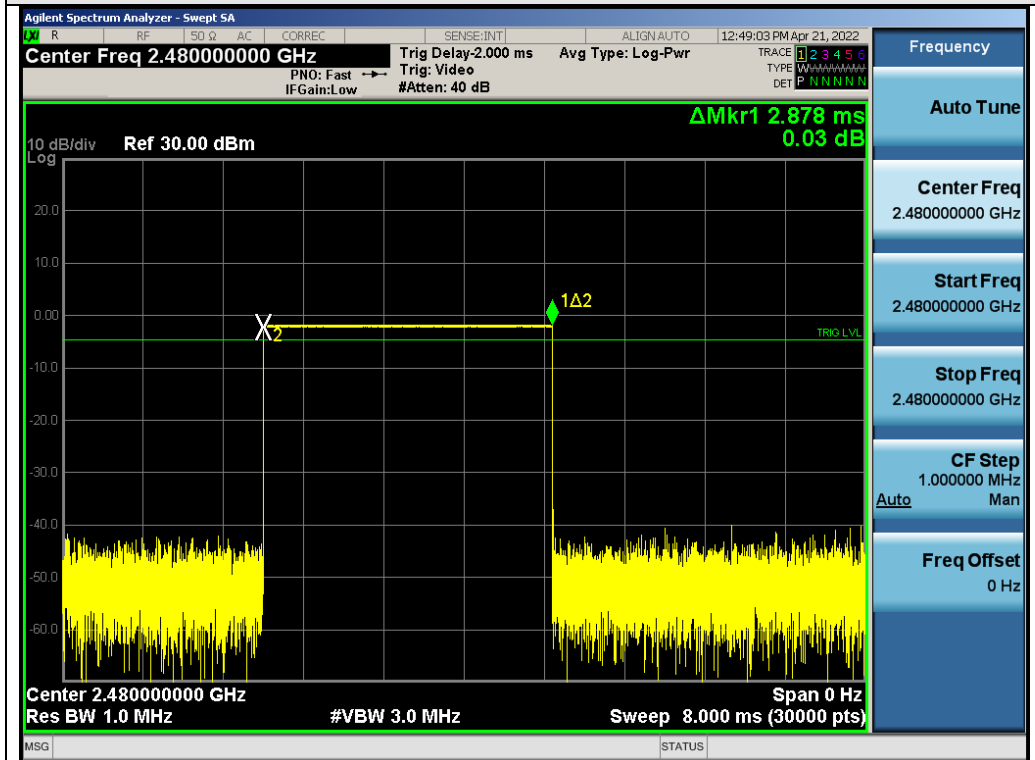 Agilent Spectrum Analyzer - Swept SA
LXI R RF 50 Ω AC CORREC SENSE:INT ALIGN AUTO 12:49:03 PM Apr 21, 2022
Center Freq 2.480000000 GHz
PNO: Fast
IFGain:Low
Trig Delay-2.000 ms
Trig: Video
#Atten: 40 dB
Avg Type: Log-Pwr
TRACE 1 2 3 4 5 6
TYPE WWWWWW
DET P N N N N N
ΔMkr1 2.878 ms
0.03 dB
10 dB/div Ref 30.00 dBm
Log
20.0
10.0
0.00
-10.0
-20.0
-30.0
-40.0
-50.0
-60.0
2
1Δ2
TRIG LVL
Center 2.480000000 GHz Span 0 Hz
Res BW 1.0 MHz #VBW 3.0 MHz Sweep 8.000 ms (30000 pts)
MSG STATUS
Frequency
Auto Tune
Center Freq
2.480000000 GHz
Start Freq
2.480000000 GHz
Stop Freq
2.480000000 GHz
CF Step
1.000000 MHz
Auto Man
Freq Offset
0 Hz